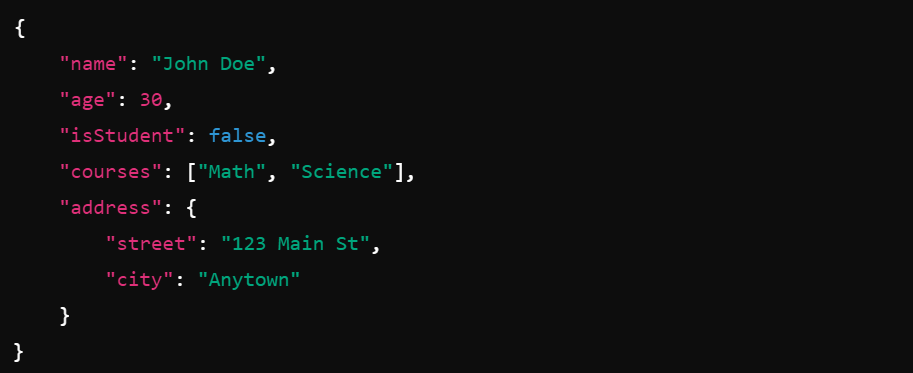 {
    "name": "John Doe",
    "age": 30,
    "isStudent": false,
    "courses": ["Math", "Science"],
    "address": {
        "street": "123 Main St",
        "city": "Anytown"
    }
}